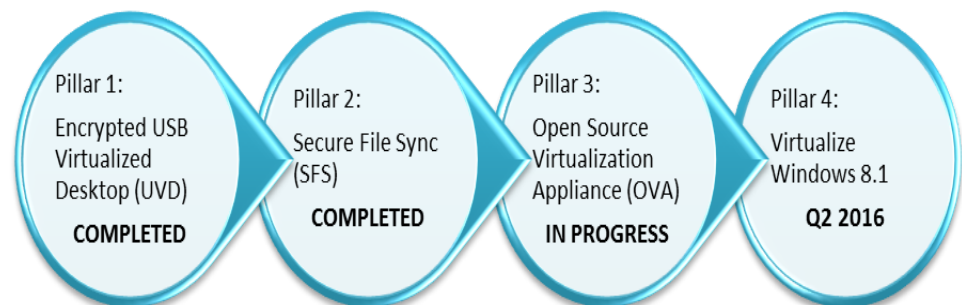 Pillar 1:
Encrypted USB
Virtualized
Desktop (UVD)
COMPLETED
Pillar 2:
Secure File Sync
(SFS)
COMPLETED
Pillar 3:
Open Source
Virtualization
Appliance (OVA)
IN PROGRESS
Pillar 4:
Virtualize
Windows 8.1
Q2 2016